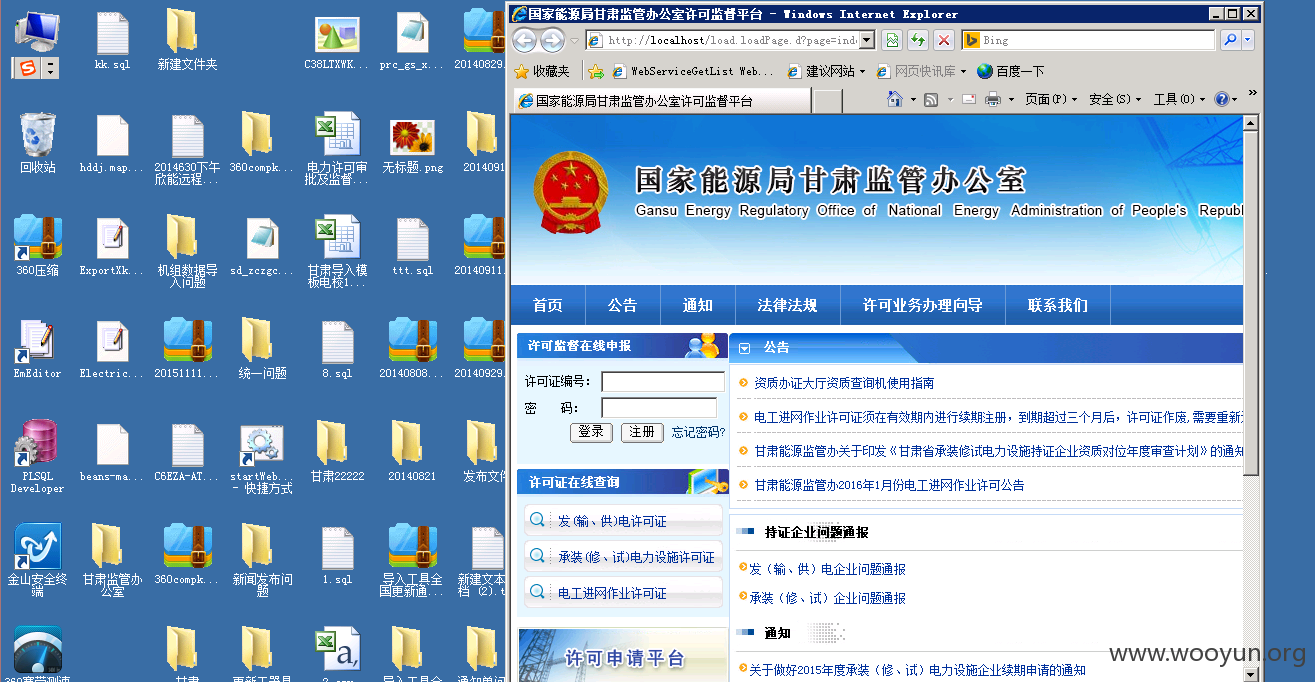 kk.sql
新建文件夹
C38LTXWK...
prc_gs_x...
20140829
回收站
hddj.map...
2014630下午
欣能远程...
360compk...
电力许可审
批及监督...
无标题.png
2014091
360压缩
ExportXk...
机组数据导
入问题
sd_zczgc...
甘肃导入模
板电校1...
ttt.sql
20140911
EmEditor
Electric...
20151111...
统一问题
8.sql
20140808...
20140929
PLSQL
Developer
beans-ma...
C6EZA-AT...
startWeb...
- 快捷方式
甘肃22222
20140821
发布文件
金山安全终
端
甘肃监管办
公室
360compk...
新闻发布问
题
1.sql
导入工具全
国更新通...
新建文本
档 (2).t
国家能源局甘肃监管办公室许可监督平台 - Windows Internet Explorer
http://localhost/load.loadPage.d?page=ind
Bing
收藏夹
WebServiceGetList Web...
建议网站
网页快讯库
百度一下
国家能源局甘肃监管办公室许可监督平台
页面(P)
安全(S)
工具(O)
»
国家能源局甘肃监管办公室
Gansu Energy Regulatory Office of National Energy Administration of People's Republ
首页
公告
通知
法律法规
许可业务办理向导
联系我们
许可监督在线申报
许可证编号：
密 码：
登录
注册
忘记密码?
许可证在线查询
发(输、供)电许可证
承装(修、试)电力设施许可证
电工进网作业许可证
许可申请平台
公告
资质办证大厅资质查询机使用指南
电工进网作业许可证须在有效期内进行续期注册，到期超过三个月后，许可证作废,需要重新
甘肃能源监管办关于印发《甘肃省承装修试电力设施持证企业资质对位年度审查计划》的通知
甘肃能源监管办2016年1月份电工进网作业许可公告
持证企业问题通报
发（输、供）电企业问题通报
承装（修、试）企业问题通报
通知
关于做好2015年度承装（修、试）电力设施企业续期申请的通知
www.wooyun.org